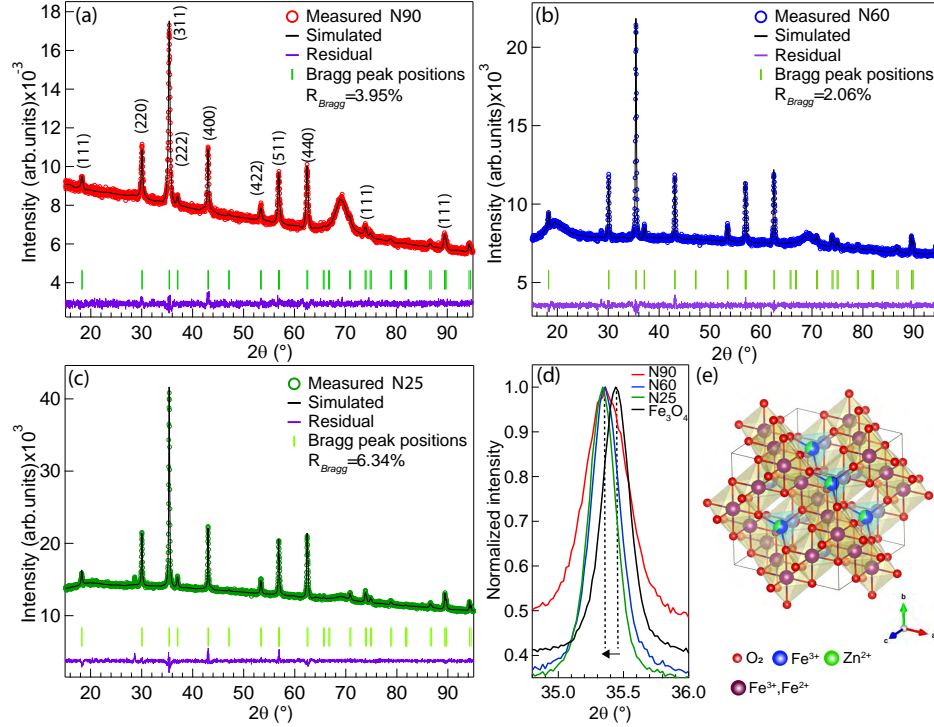 (a)
Measured N90
Simulated
Residual
Bragg peak positions
R_Bragg=3.95%
(111)
(220)
(311)
(222)
(400)
(422)
(511)
(440)
(111)
(111)
Intensity (arb.units)x10⁻³
18
16
14
12
10
8
6
4
20 30 40 50 60 70 80 90
2θ (°)
(b)
Measured N60
Simulated
Residual
Bragg peak positions
R_Bragg=2.06%
Intensity (arb.units)x10³
20
15
10
5
20 30 40 50 60 70 80 90
2θ (°)
(c)
Measured N25
Simulated
Residual
Bragg peak positions
R_Bragg=6.34%
Intensity (arb.units)x10³
40
30
20
10
20 30 40 50 60 70 80 90
2θ (°)
(d)
N90
N60
N25
Fe₃O₄
Normalized intensity
1.0
0.9
0.8
0.7
0.6
0.5
0.4
35.0 35.5 36.0
2θ (°)
(e)
b
c
a
O₂ Fe³⁺ Zn²⁺
Fe³⁺,Fe²⁺